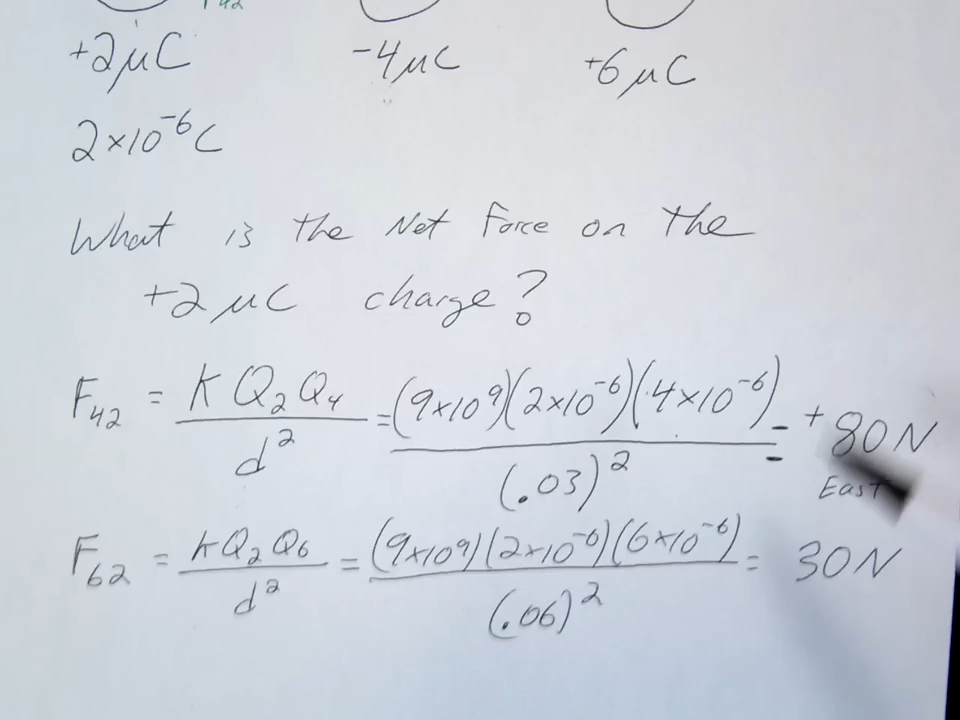 F42
+2μC -4μC +6μC
2×10⁻⁶C
What is the Net Force on the
+2μC charge?
F₄₂ = KQ₂Q₄/d² = (9×10⁹)(2×10⁻⁶)(4×10⁻⁶)/(.03)² = +80N
East
F₆₂ = KQ₂Q₆/d² = (9×10⁹)(2×10⁻⁶)(6×10⁻⁶)/(.06)² = 30N